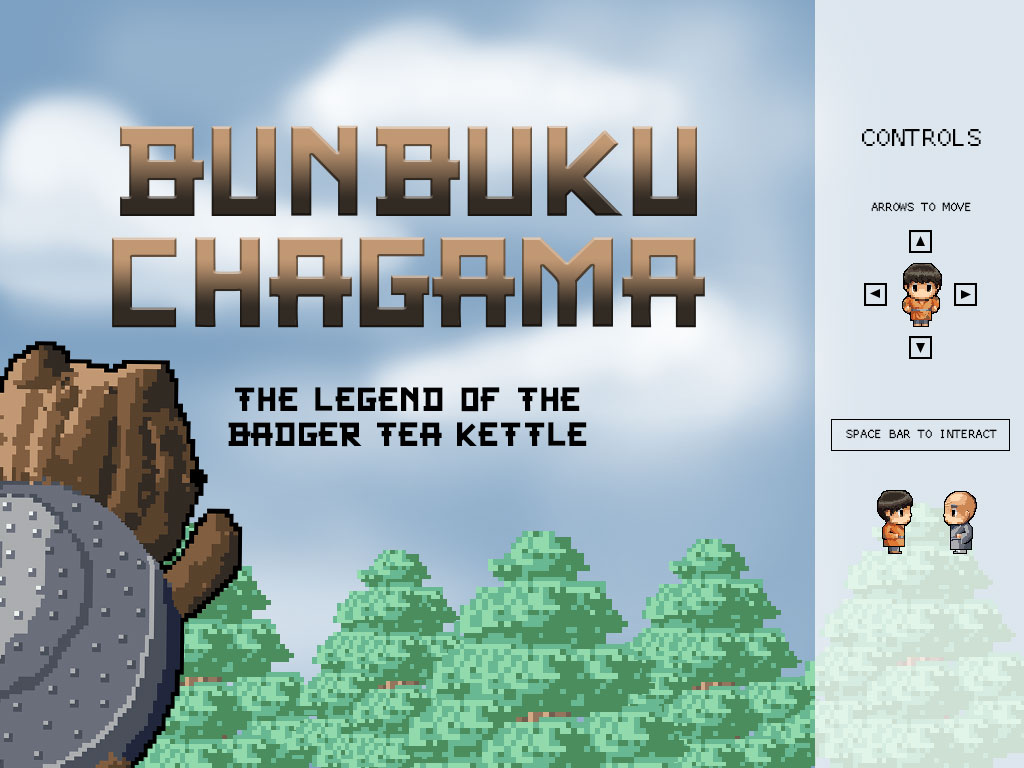 BUNBUKU
CHAGAMA
THE LEGEND OF THE
BADGER TEA KETTLE
CONTROLS
ARROWS TO MOVE
SPACE BAR TO INTERACT